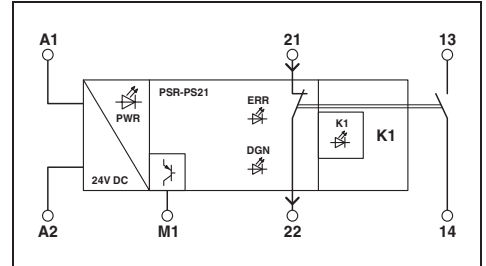 A1
21
13
PSR-PS21
ERR
PWR
K1
K1
DGN
24V DC
A2
M1
22
14